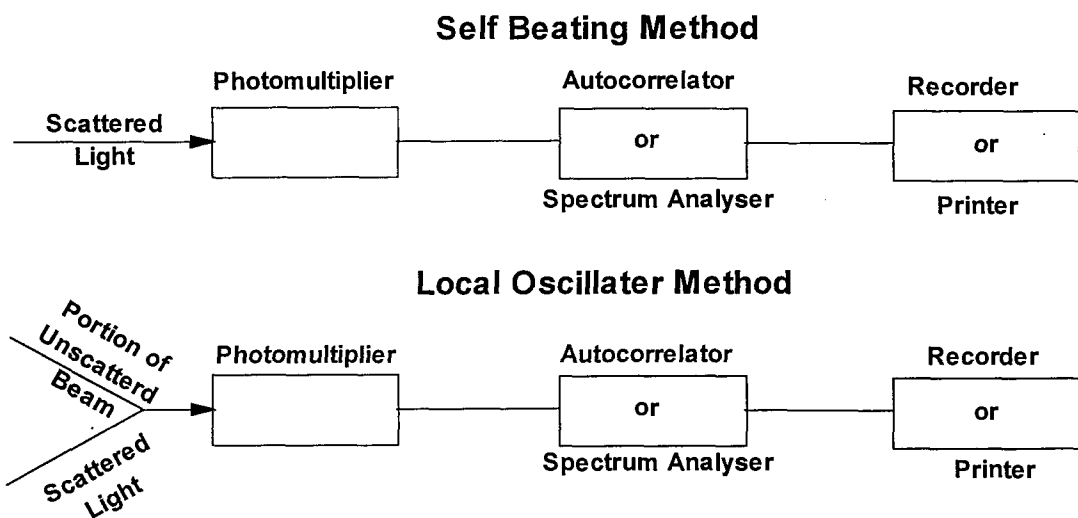 Self Beating Method
Photomultiplier
Autocorrelator
Recorder
Scattered
Light
or
or
Spectrum Analyser
Printer
Local Oscillater Method
Portion of
Unscatterd
Beam
Photomultiplier
Autocorrelator
Recorder
or
or
Scattered
Light
Spectrum Analyser
Printer